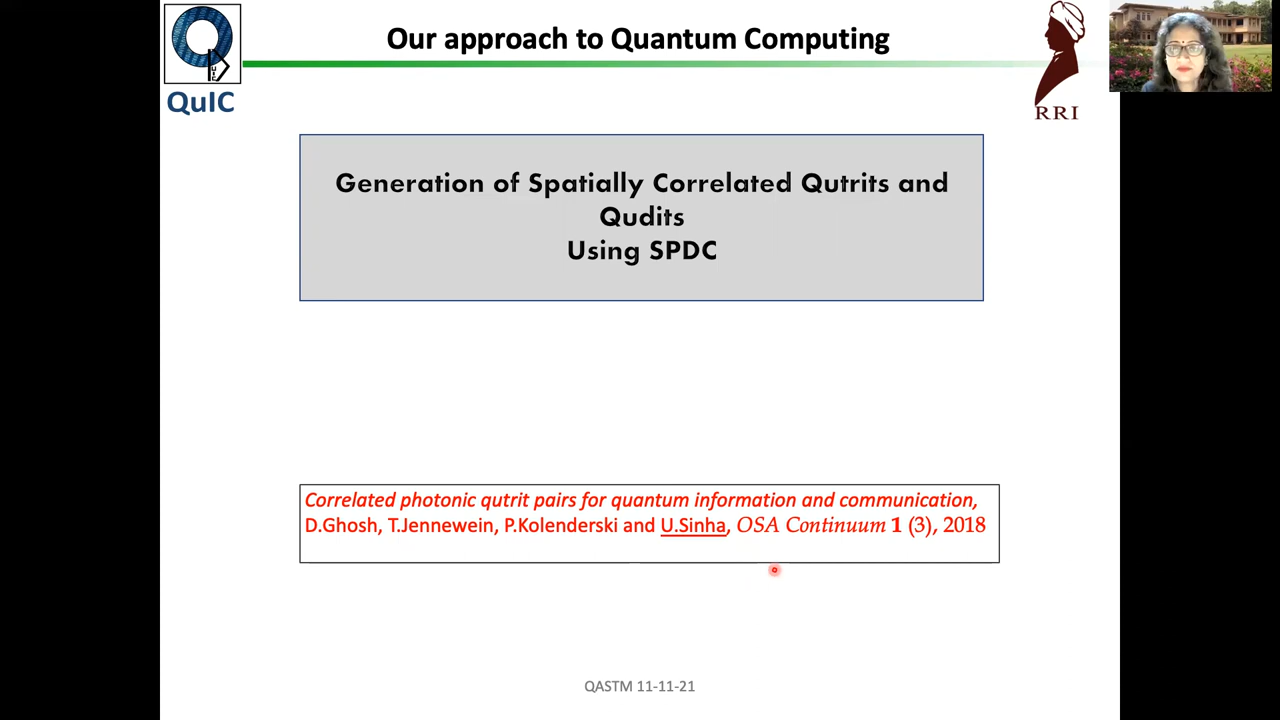 Our approach to Quantum Computing
QuIC
RRI
Generation of Spatially Correlated Qutrits and
Qudits
Using SPDC
Correlated photonic qutrit pairs for quantum information and communication,
D.Ghosh, T.Jennewein, P.Kolenderski and U.Sinha, OSA Continuum 1 (3), 2018
QASTM 11-11-21